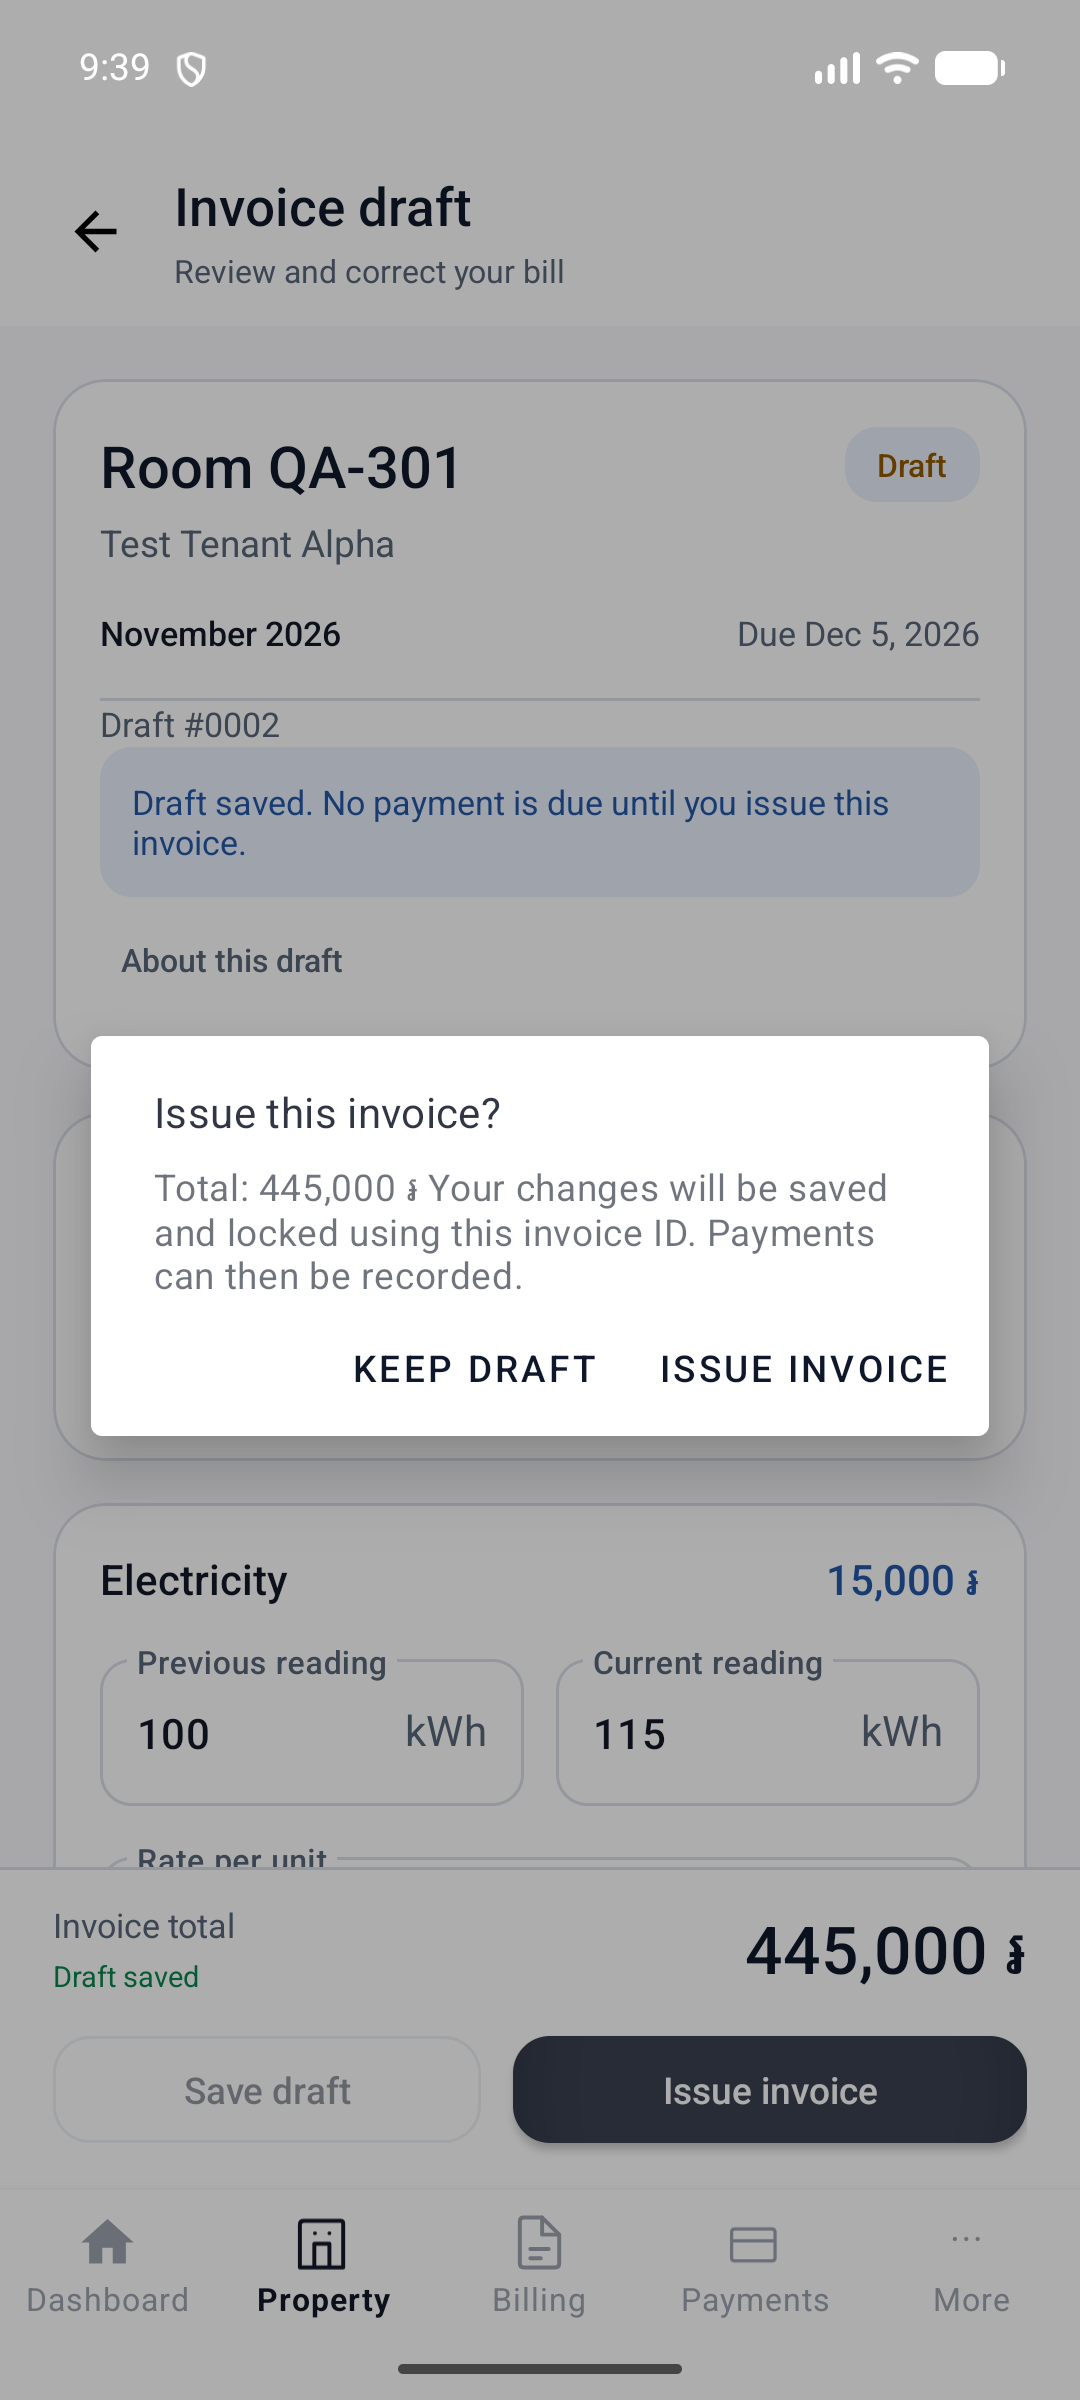 9:39
Invoice draft
Review and correct your bill
Room QA-301
Draft
Test Tenant Alpha
November 2026
Due Dec 5, 2026
Draft #0002
Draft saved. No payment is due until you issue this
invoice.
About this draft
Issue this invoice?
Total: 445,000 ៛ Your changes will be saved
and locked using this invoice ID. Payments
can then be recorded.
KEEP DRAFT
ISSUE INVOICE
Electricity
15,000 ៛
Previous reading
Current reading
100 kWh
115 kWh
Rate per unit
Invoice total
445,000 ៛
Draft saved
Save draft
Issue invoice
Dashboard
Property
Billing
Payments
More